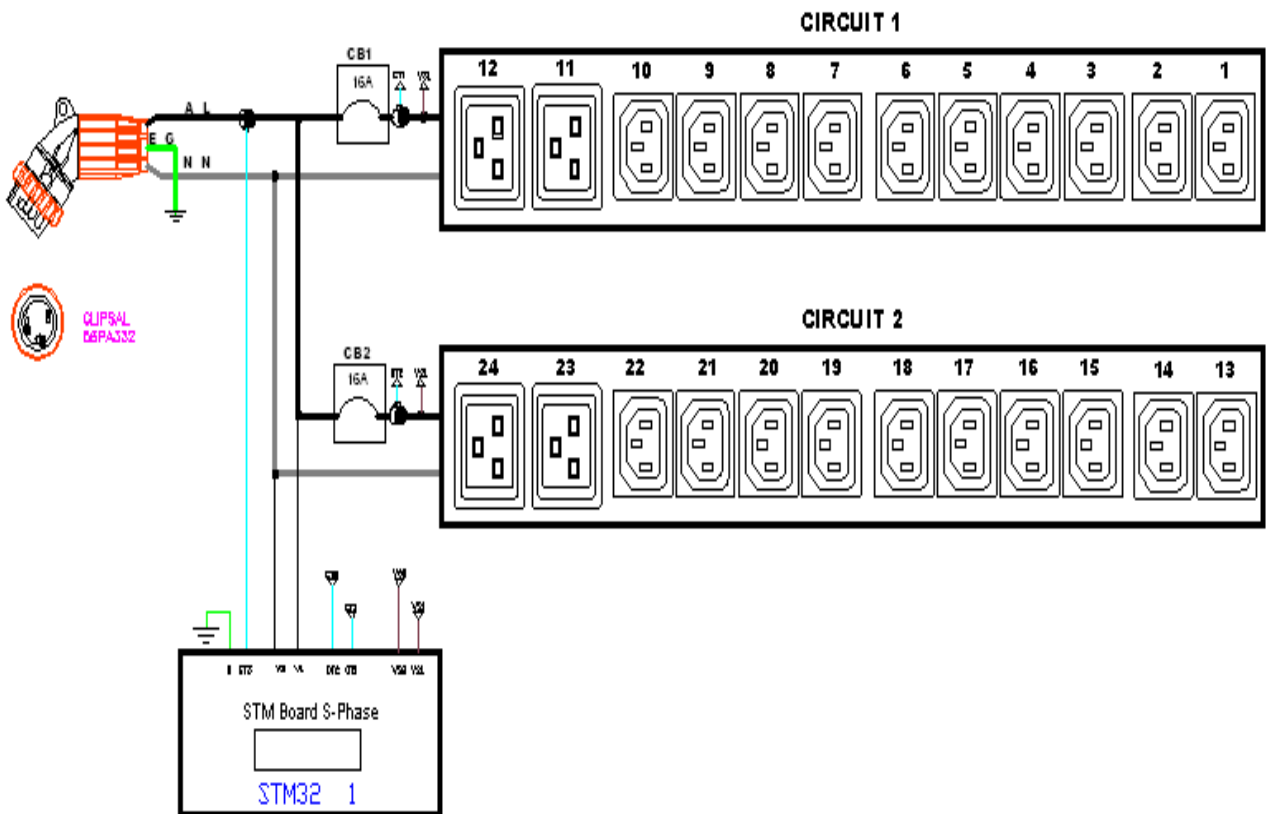 CIRCUIT 1
CB1
16A
12 11 10 9 8 7 6 5 4 3 2 1
A L
E G
N N
CLIPSAL
56PA332
CIRCUIT 2
CB2
16A
24 23 22 21 20 19 18 17 16 15 14 13
STM Board S-Phase
STM32 1